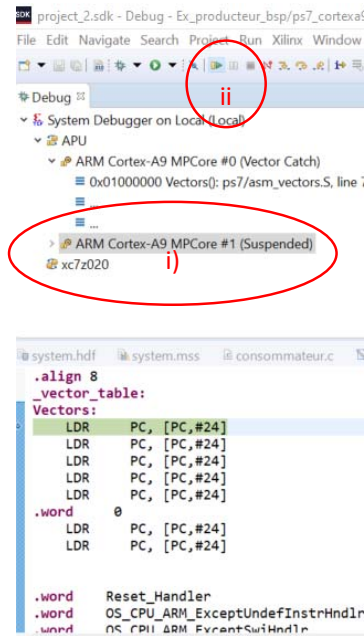 SDK project_2.sdk - Debug - Ex_producteur_bsp/ps7_cortexa9
File Edit Navigate Search Project Run Xilinx Window
ii
Debug
System Debugger on Local (Local)
APU
ARM Cortex-A9 MPCore #0 (Vector Catch)
0x01000000 Vectors(): ps7/asm_vectors.S, line 7
...
...
ARM Cortex-A9 MPCore #1 (Suspended)
i)
xc7z020
system.hdf system.mss consommateur.c
.align 8
_vector_table:
Vectors:
LDR PC, [PC,#24]
LDR PC, [PC,#24]
LDR PC, [PC,#24]
LDR PC, [PC,#24]
LDR PC, [PC,#24]
.word 0
LDR PC, [PC,#24]
LDR PC, [PC,#24]
.word Reset_Handler
.word OS_CPU_ARM_ExceptUndefInstrHndlr
.word OS_CPU_ARM_ExceptSwiHndlr